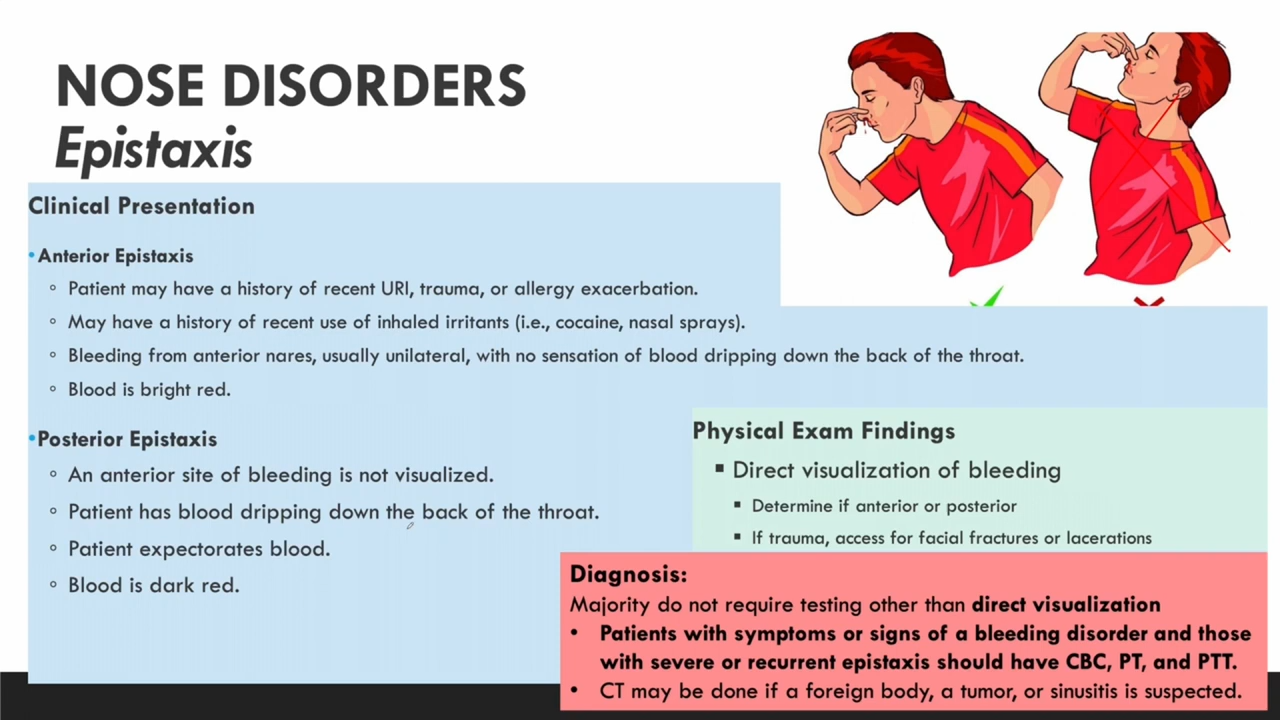 NOSE DISORDERS
Epistaxis
Clinical Presentation
•Anterior Epistaxis
◦ Patient may have a history of recent URI, trauma, or allergy exacerbation.
◦ May have a history of recent use of inhaled irritants (i.e., cocaine, nasal sprays).
◦ Bleeding from anterior nares, usually unilateral, with no sensation of blood dripping down the back of the throat.
◦ Blood is bright red.
•Posterior Epistaxis
◦ An anterior site of bleeding is not visualized.
◦ Patient has blood dripping down the back of the throat.
◦ Patient expectorates blood.
◦ Blood is dark red.
Physical Exam Findings
▪ Direct visualization of bleeding
▪ Determine if anterior or posterior
▪ If trauma, access for facial fractures or lacerations
Diagnosis:
Majority do not require testing other than direct visualization
• Patients with symptoms or signs of a bleeding disorder and those
with severe or recurrent epistaxis should have CBC, PT, and PTT.
• CT may be done if a foreign body, a tumor, or sinusitis is suspected.